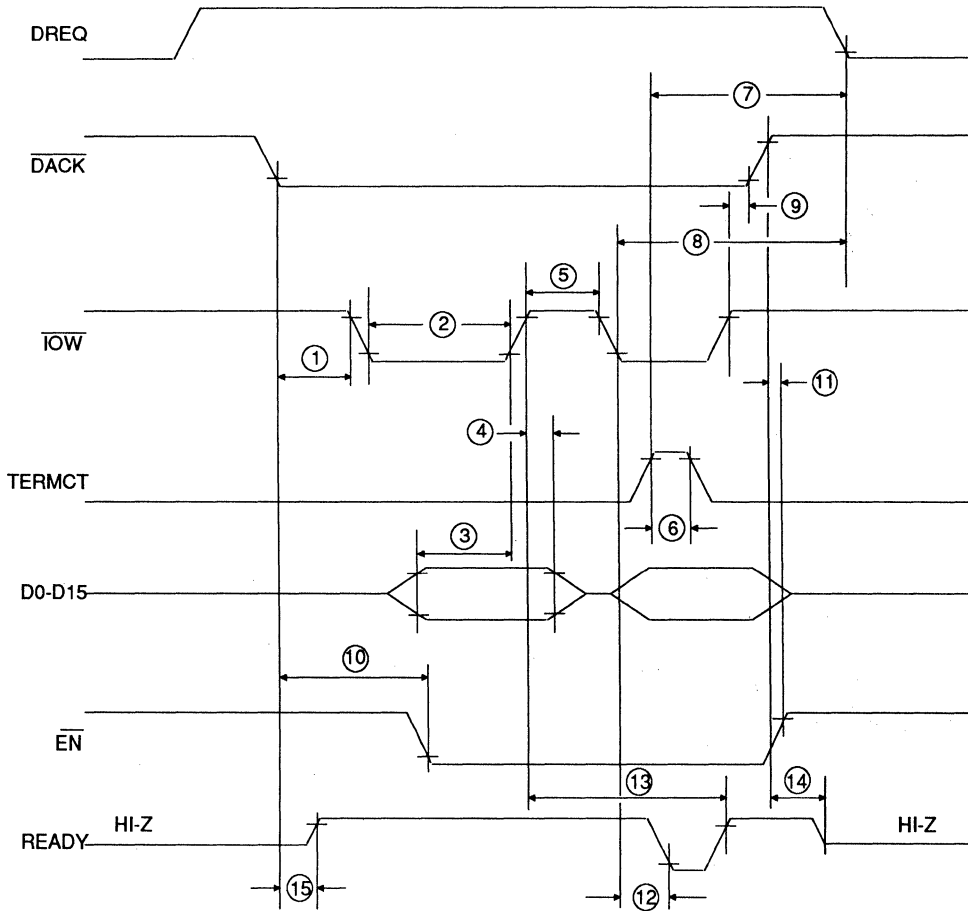 DREQ
⑦
DACK
⑨
⑧
⑤
②
IOW
①
⑪
④
TERMCT
⑥
③
D0-D15
⑩
EN
⑬
⑭
HI-Z
HI-Z
READY
⑮
⑫